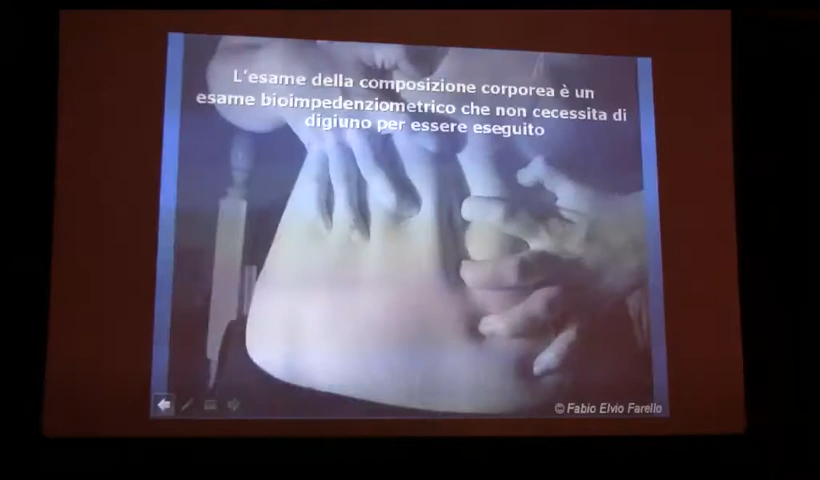 L'esame della composizione corporea è un
esame bioimpedenziometrico che non cecessita di
digiuno per essere eseguito
© Fabio Elvio Farello